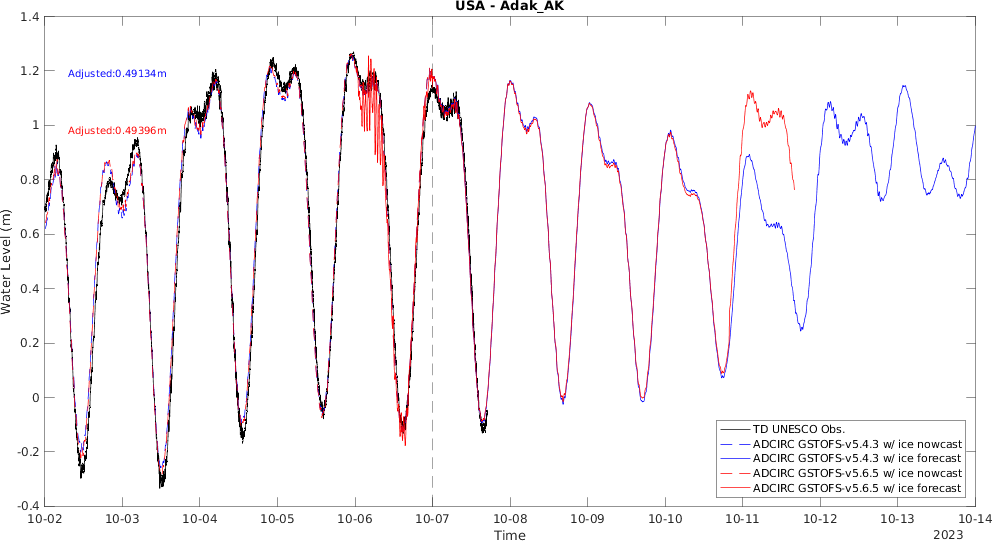 USA - Adak_AK
1.4
1.2
1
0.8
0.6
0.4
0.2
0
-0.2
-0.4
Water Level (m)
Adjusted:0.49134m
Adjusted:0.49396m
TD UNESCO Obs.
ADCIRC GSTOFS-v5.4.3 w/ ice nowcast
ADCIRC GSTOFS-v5.4.3 w/ ice forecast
ADCIRC GSTOFS-v5.6.5 w/ ice nowcast
ADCIRC GSTOFS-v5.6.5 w/ ice forecast
10-02 10-03 10-04 10-05 10-06 10-07 10-08 10-09 10-10 10-11 10-12 10-13 10-14
Time
2023